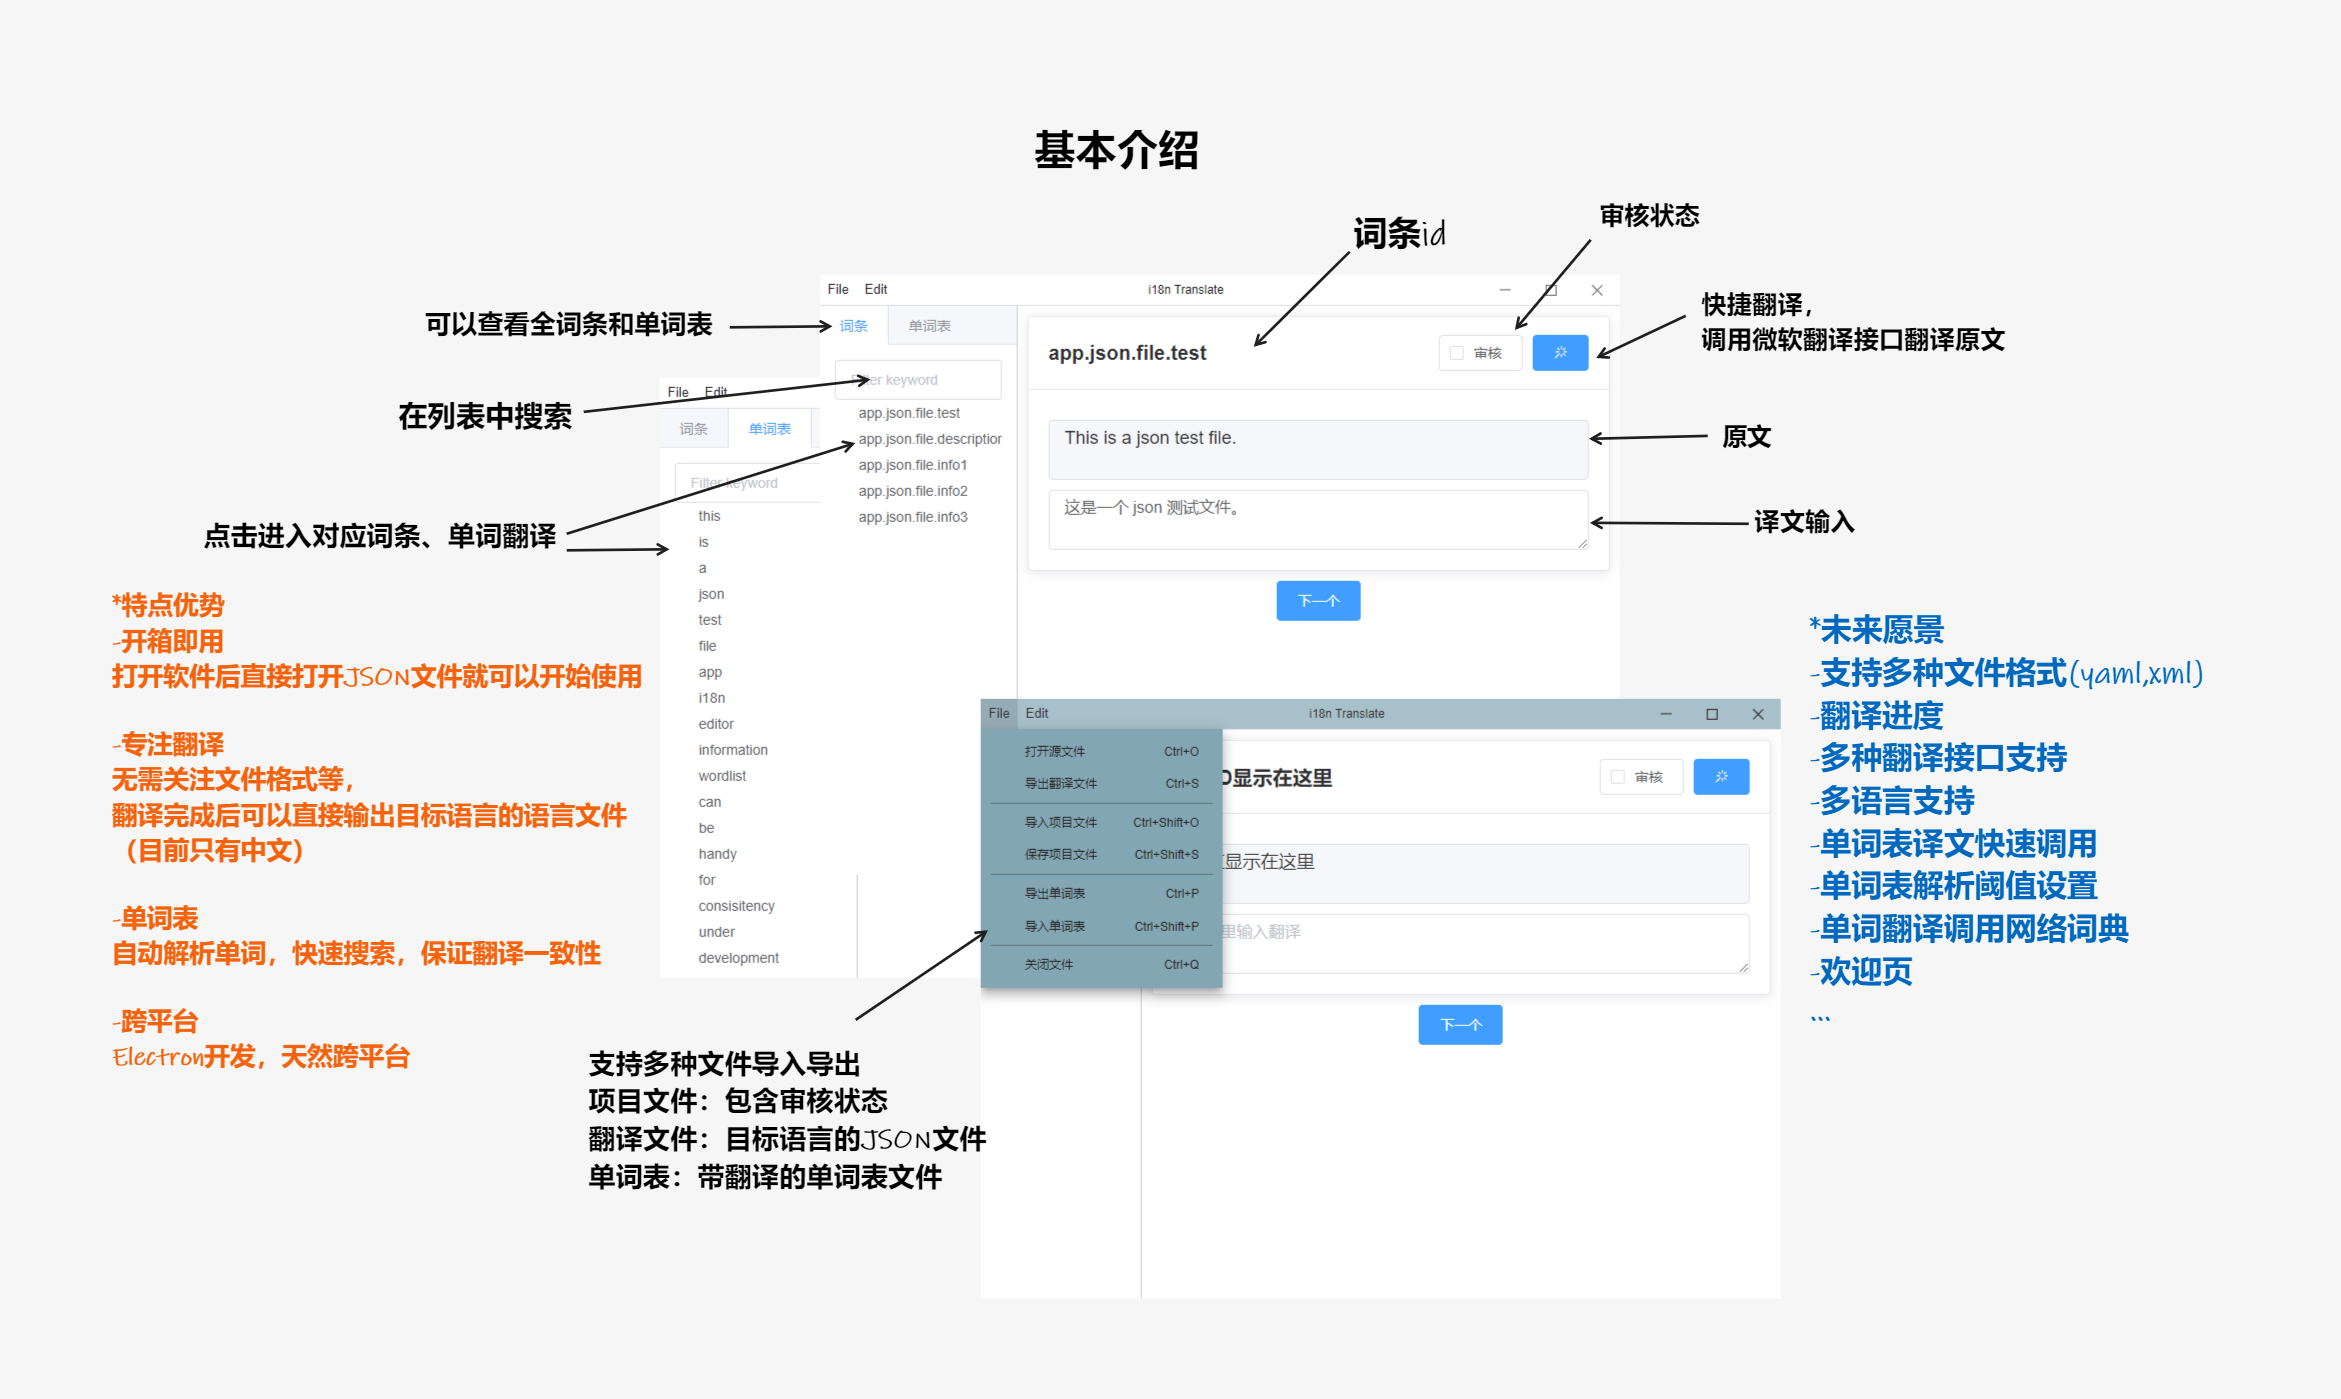 基本介绍
词条id
审核状态
快捷翻译，
调用微软翻译接口翻译原文
原文
译文输入
可以查看全词条和单词表
在列表中搜索
点击进入对应词条、单词翻译
File Edit i18n Translate
词条 单词表
Filter keyword
app.json.file.test
app.json.file.descriptior
app.json.file.info1
app.json.file.info2
app.json.file.info3
app.json.file.test
审核
This is a json test file.
这是一个 json 测试文件。
下一个
File Edit
词条 单词表
Filter keyword
this
is
a
json
test
file
app
i18n
editor
information
wordlist
can
be
handy
for
consisitency
under
development
*特点优势
-开箱即用
打开软件后直接打开JSON文件就可以开始使用
-专注翻译
无需关注文件格式等，
翻译完成后可以直接输出目标语言的语言文件
（目前只有中文）
-单词表
自动解析单词，快速搜索，保证翻译一致性
-跨平台
Electron开发，天然跨平台
File Edit i18n Translate
打开源文件 Ctrl+O
导出翻译文件 Ctrl+S
导入项目文件 Ctrl+Shift+O
保存项目文件 Ctrl+Shift+S
导出单词表 Ctrl+P
导入单词表 Ctrl+Shift+P
关闭文件 Ctrl+Q
显示在这里
审核
显示在这里
里输入翻译
下一个
支持多种文件导入导出
项目文件：包含审核状态
翻译文件：目标语言的JSON文件
单词表：带翻译的单词表文件
*未来愿景
-支持多种文件格式(yaml,xml)
-翻译进度
-多种翻译接口支持
-多语言支持
-单词表译文快速调用
-单词表解析阈值设置
-单词翻译调用网络词典
-欢迎页
...